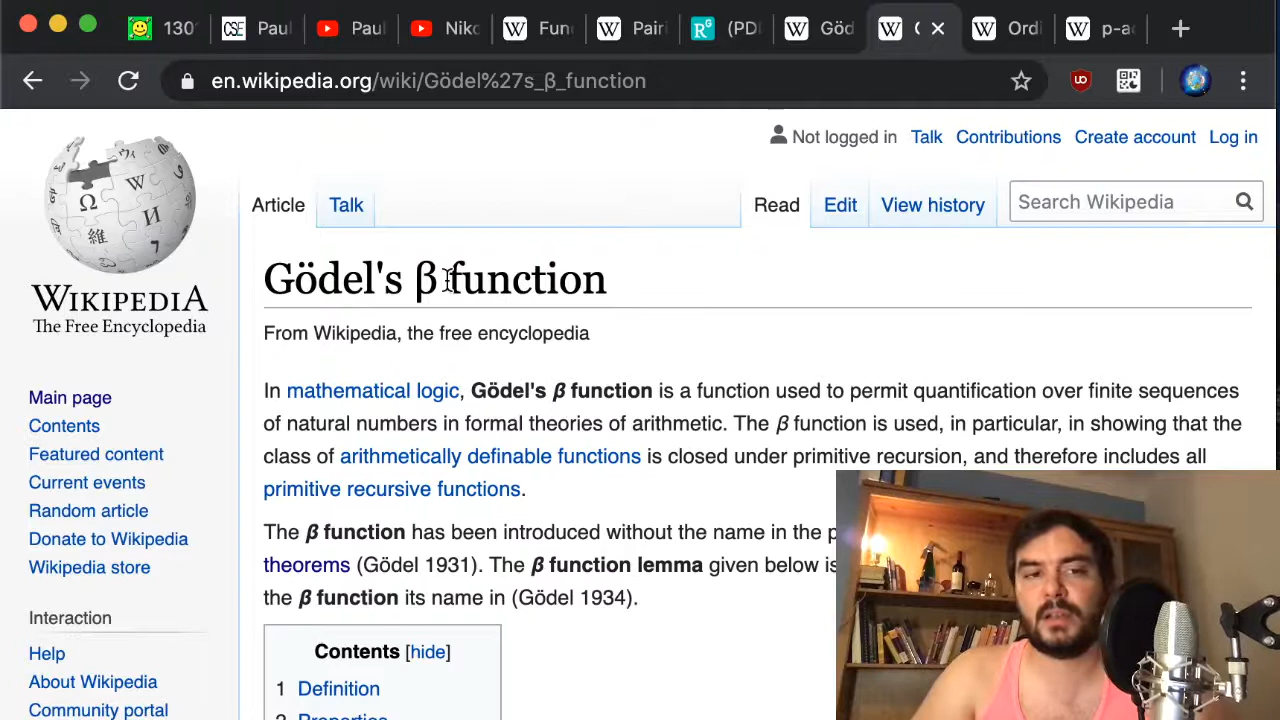 130°
Paul
Paul
Niko
Fun
Pairi
(PD
Göd
(
Ordi
p-a
en.wikipedia.org/wiki/Gödel%27s_β_function
Not logged in Talk Contributions Create account Log in
Article Talk Read Edit View history Search Wikipedia
WIKIPEDIA
The Free Encyclopedia
Gödel's β function
From Wikipedia, the free encyclopedia
In mathematical logic, Gödel's β function is a function used to permit quantification over finite sequences
of natural numbers in formal theories of arithmetic. The β function is used, in particular, in showing that the
class of arithmetically definable functions is closed under primitive recursion, and therefore includes all
primitive recursive functions.
The β function has been introduced without the name in the p
theorems (Gödel 1931). The β function lemma given below is
the β function its name in (Gödel 1934).
Contents [hide]
1 Definition
2 Properties
Main page
Contents
Featured content
Current events
Random article
Donate to Wikipedia
Wikipedia store
Interaction
Help
About Wikipedia
Community portal